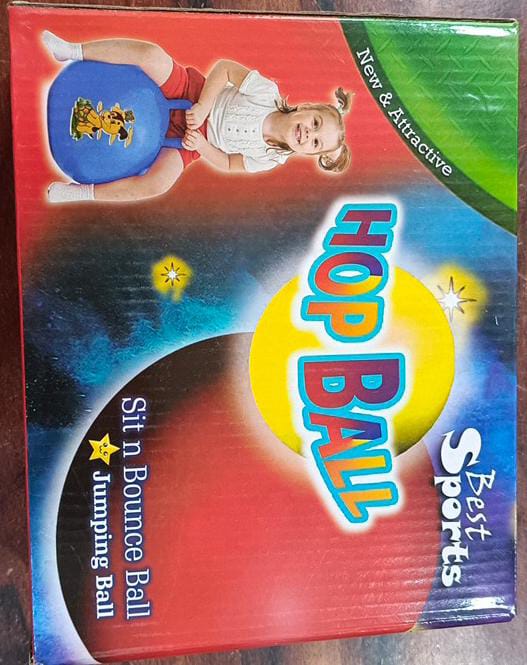 New & Attractive
Best
Sports
HOP BALL
Sit n Bounce Ball
Jumping Ball